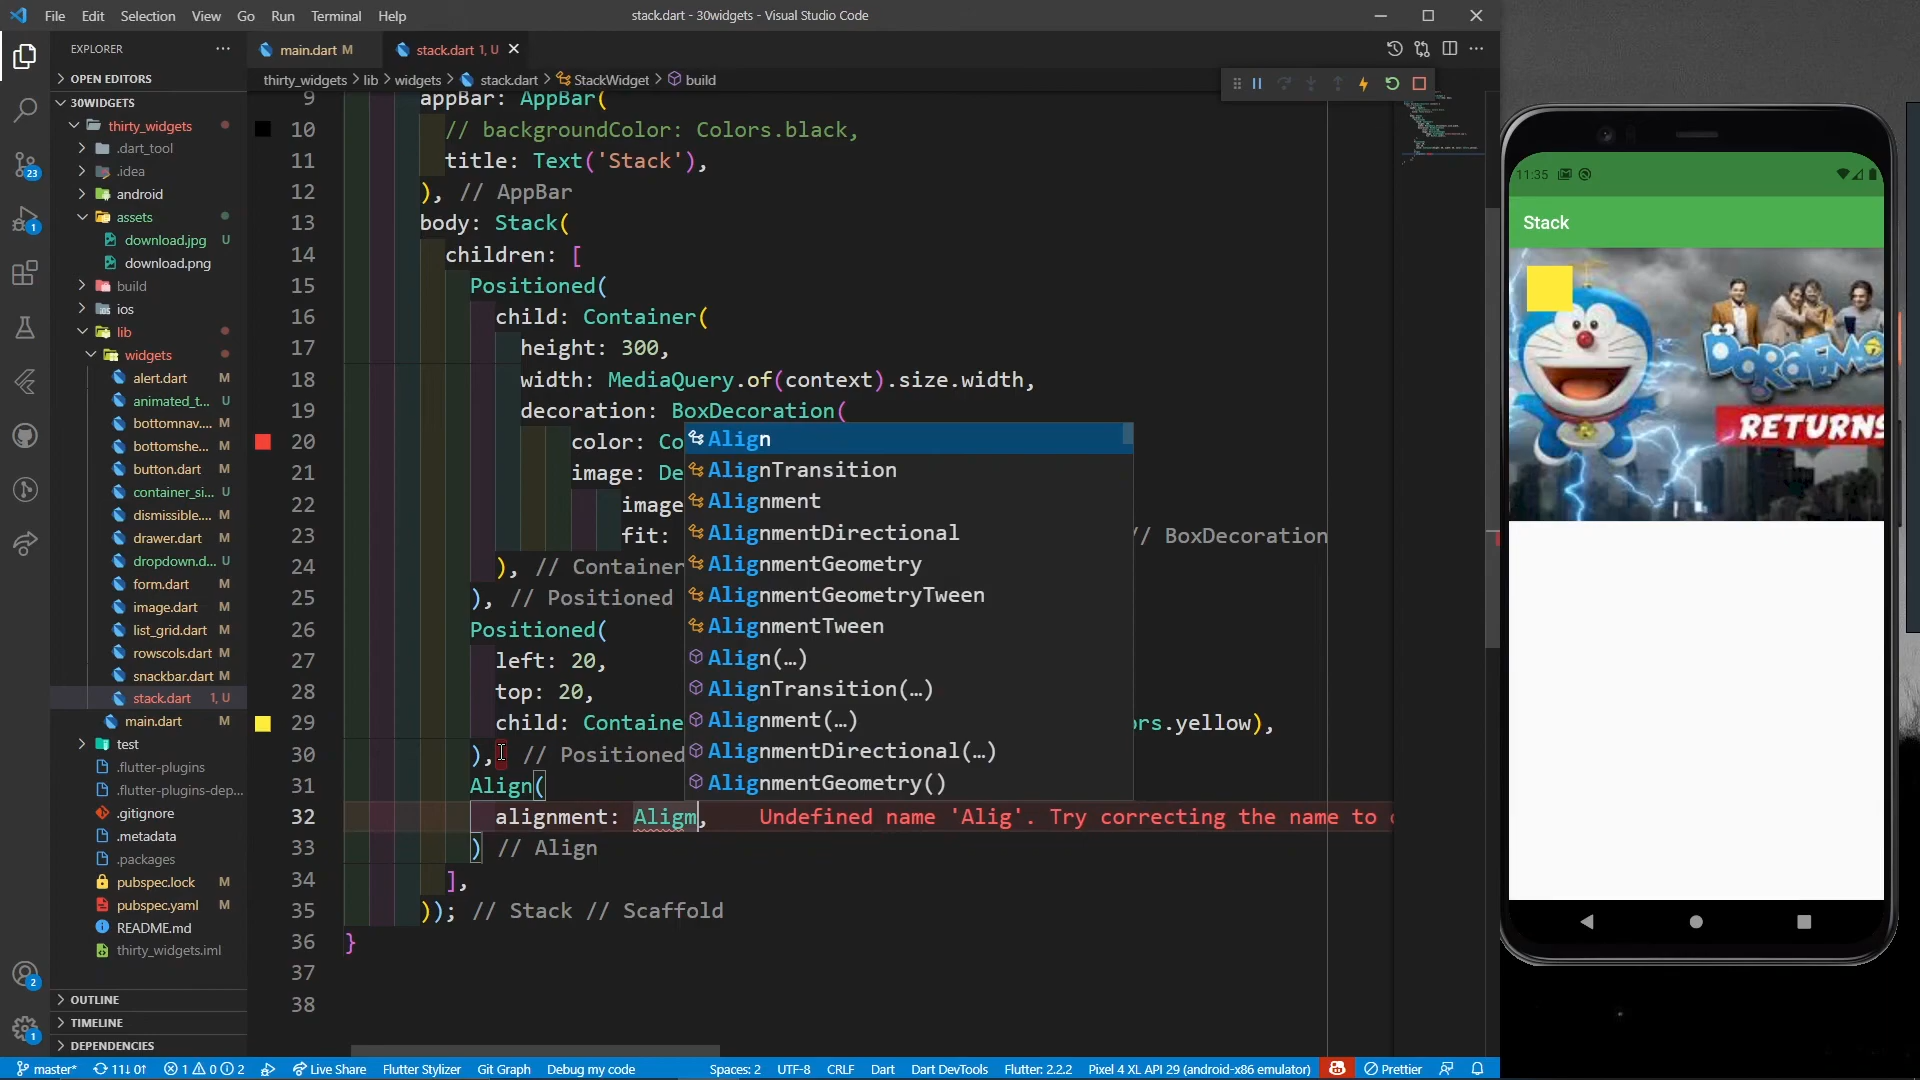 File Edit Selection View Go Run Terminal Help
stack.dart - 30widgets - Visual Studio Code
EXPLORER
OPEN EDITORS
30WIDGETS
thirty_widgets
.dart_tool
.idea
android
assets
download.jpg U
download.png
build
ios
lib
widgets
alert.dart M
animated_t... U
bottomnav.... M
bottomshe... M
button.dart M
container_si... U
dismissible.... M
drawer.dart M
dropdown.d... U
form.dart M
image.dart M
list_grid.dart M
rowscols.dart M
snackbar.dart M
stack.dart 1, U
main.dart M
test
.flutter-plugins
.flutter-plugins-dep...
.gitignore
.metadata
.packages
pubspec.lock M
pubspec.yaml M
README.md
thirty_widgets.iml
OUTLINE
TIMELINE
DEPENDENCIES
23
1
2
1
main.dart M
stack.dart 1, U
thirty_widgets > lib > widgets > stack.dart > StackWidget > build
9 appBar: AppBar(
10 // backgroundColor: Colors.black,
11 title: Text('Stack'),
12 ), // AppBar
13 body: Stack(
14 children: [
15 Positioned(
16 child: Container(
17 height: 300,
18 width: MediaQuery.of(context).size.width,
19 decoration: BoxDecoration(
20 color: Co
21 image: De
22 image
23 fit: // BoxDecoration
24 ), // Container
25 ), // Positioned
26 Positioned(
27 left: 20,
28 top: 20,
29 child: Containe ors.yellow),
30 ), // Positioned
31 Align(
32 alignment: Aligm, Undefined name 'Alig'. Try correcting the name to o
33 ) // Align
34 ],
35 )); // Stack // Scaffold
36 }
37
38
Align
AlignTransition
Alignment
AlignmentDirectional
AlignmentGeometry
AlignmentGeometryTween
AlignmentTween
Align(…)
AlignTransition(…)
Alignment(…)
AlignmentDirectional(…)
AlignmentGeometry()
11:35
Stack
DORAEMON
RETURNS
master* 11↓ 0↑ 1 0 2 Live Share Flutter Stylizer Git Graph Debug my code Spaces: 2 UTF-8 CRLF Dart Dart DevTools Flutter: 2.2.2 Pixel 4 XL API 29 (android-x86 emulator) Prettier